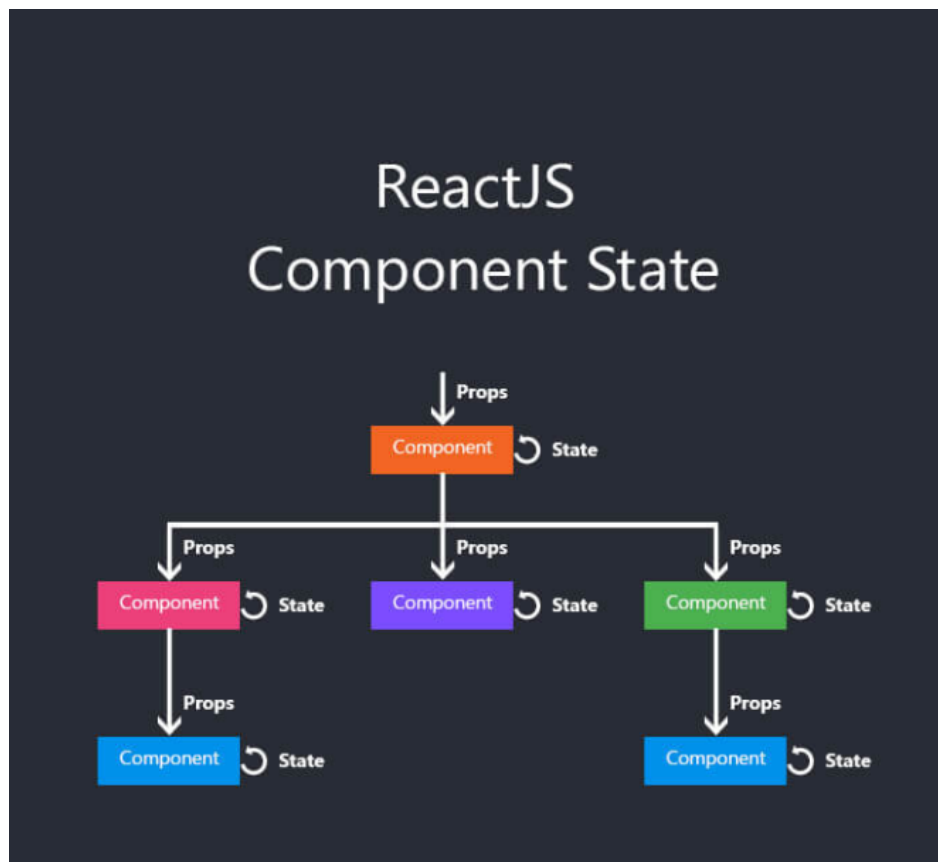 ReactJS
Component State
Props
Component State
Props Props Props
Component State Component State Component State
Props Props
Component State Component State